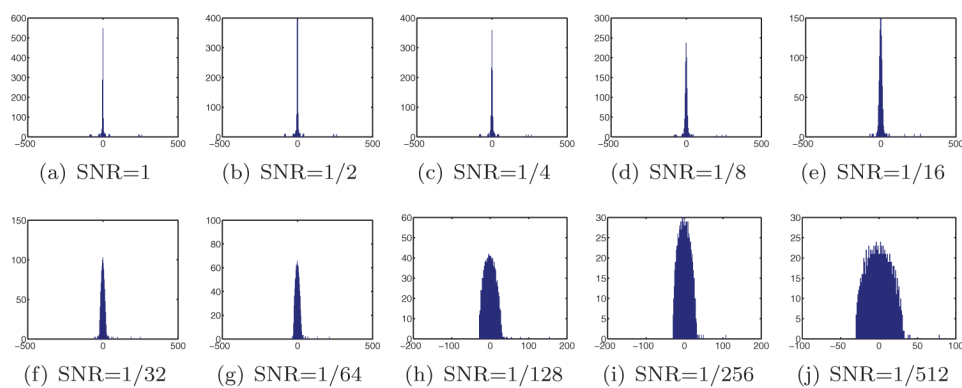 600
500
400
300
200
100
0
−500 0 500
(a) SNR=1
400
300
200
100
0
−500 0 500
(b) SNR=1/2
400
300
200
100
0
−500 0 500
(c) SNR=1/4
300
250
200
150
100
50
0
−500 0 500
(d) SNR=1/8
150
100
50
0
−500 0 500
(e) SNR=1/16
150
100
50
0
−500 0 500
(f) SNR=1/32
100
80
60
40
20
0
−500 0 500
(g) SNR=1/64
60
50
40
30
20
10
0
−200 −100 0 100 200
(h) SNR=1/128
30
25
20
15
10
5
0
−200 −100 0 100 200
(i) SNR=1/256
30
25
20
15
10
5
0
−100 −50 0 50 100
(j) SNR=1/512